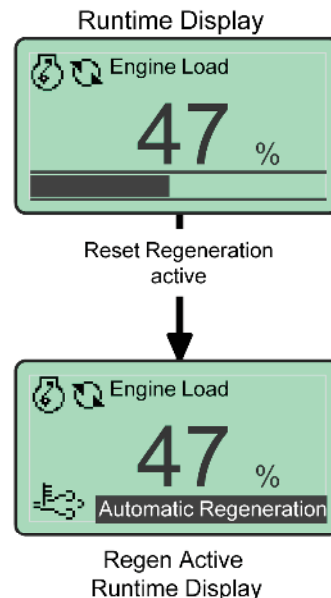 Runtime Display
Engine Load
47 %
Reset Regeneration
active
Engine Load
47 %
Automatic Regeneration
Regen Active
Runtime Display